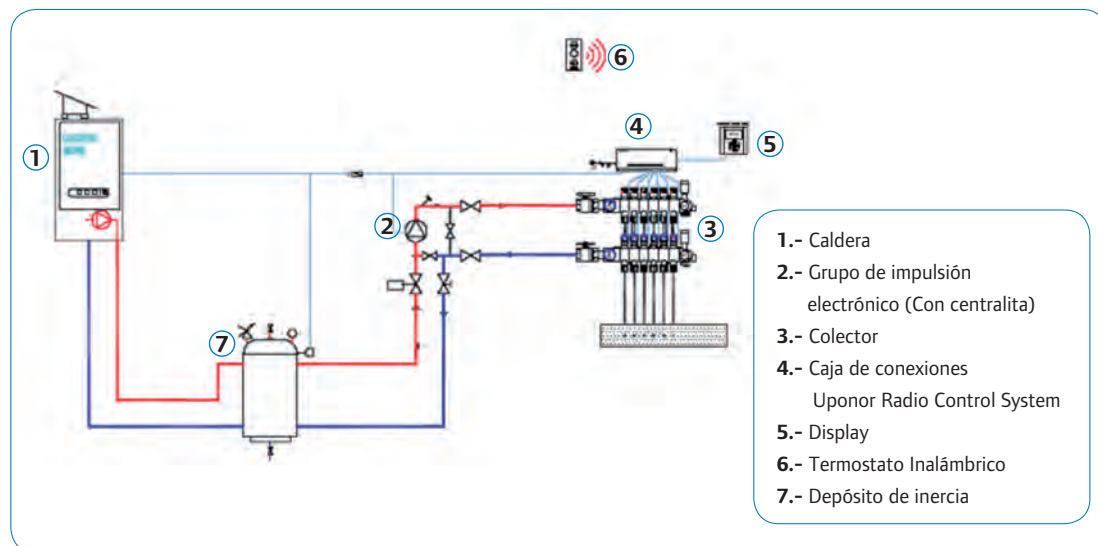 6
4
5
1
2
3
7
1.- Caldera
2.- Grupo de impulsión
electrónico (Con centralita)
3.- Colector
4.- Caja de conexiones
Uponor Radio Control System
5.- Display
6.- Termostato Inalámbrico
7.- Depósito de inercia